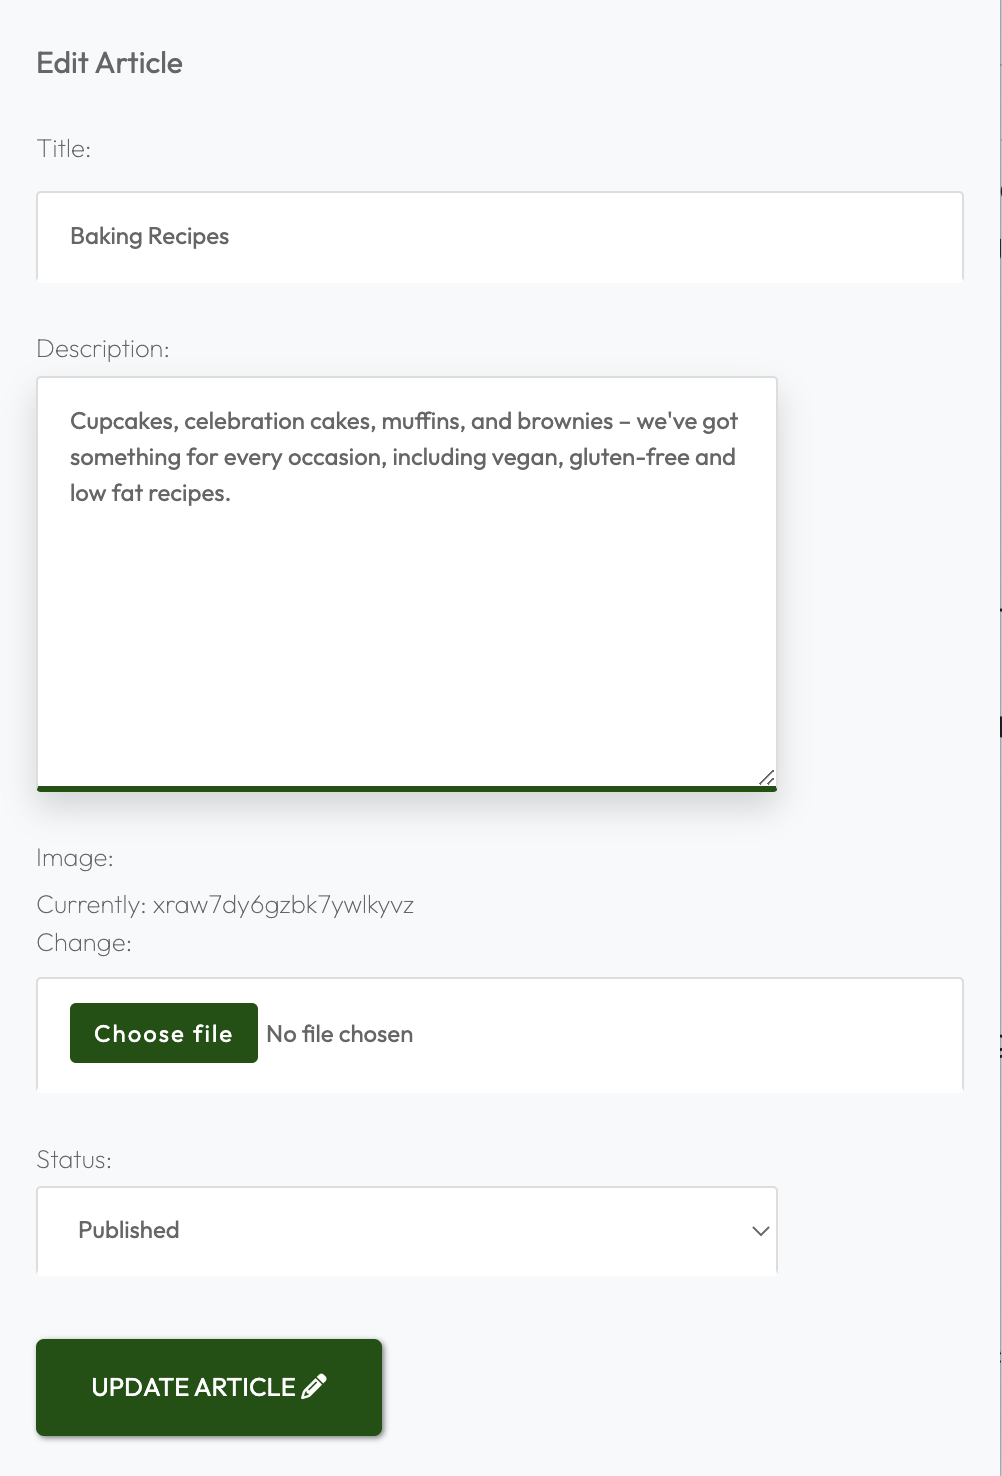 Edit Article
Title:
Baking Recipes
Description:
Cupcakes, celebration cakes, muffins, and brownies – we've got
something for every occasion, including vegan, gluten-free and
low fat recipes.
Image:
Currently: xraw7dy6gzbk7ywlkyvz
Change:
Choose file No file chosen
Status:
Published
UPDATE ARTICLE